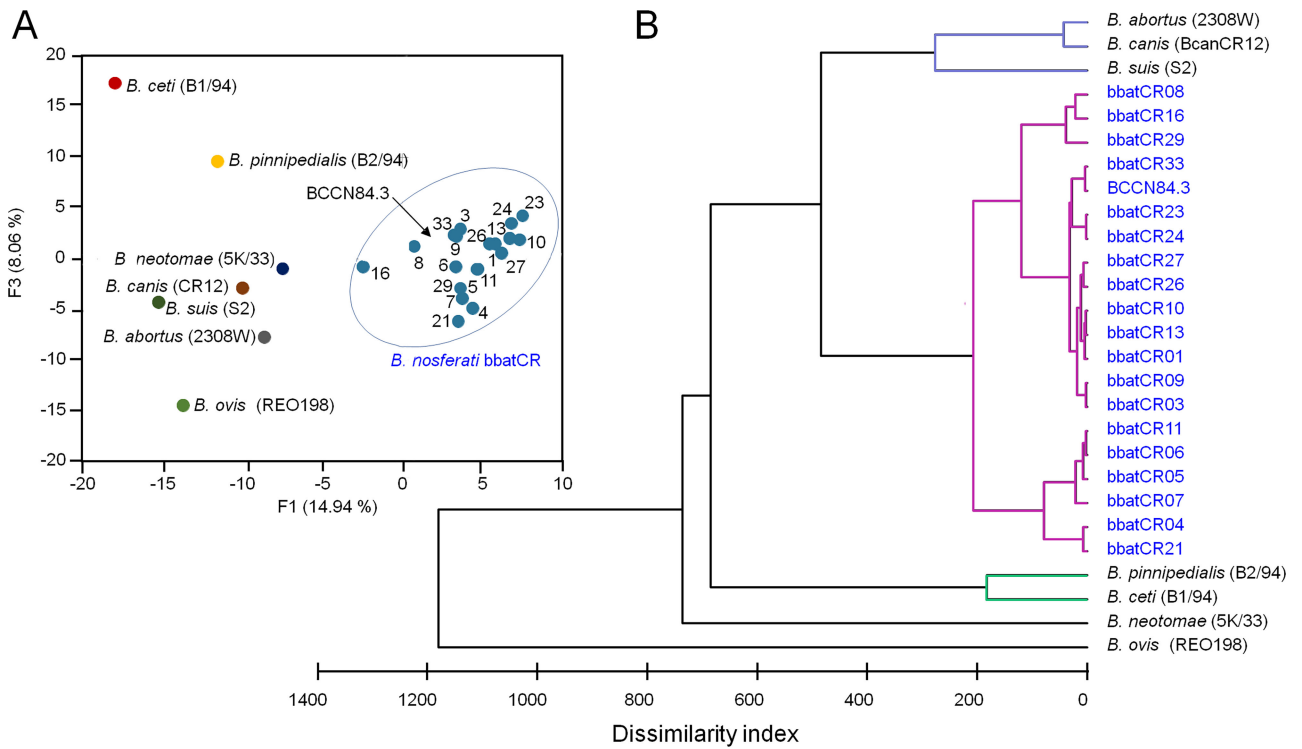 A
20
15
10
5
0
-5
-10
-15
-20
F3 (8.06 %)
B. ceti (B1/94)
B. pinnipedialis (B2/94)
BCCN84.3
23
24
3
33
13
26
10
9
1
8
27
16
6
11
29
5
7
4
21
B neotomae (5K/33)
B. canis (CR12)
B. suis (S2)
B. abortus (2308W)
B. nosferati bbatCR
B. ovis (REO198)
-20 -15 -10 -5 0 5 10
F1 (14.94 %)
B
B. abortus (2308W)
B. canis (BcanCR12)
B. suis (S2)
bbatCR08
bbatCR16
bbatCR29
bbatCR33
BCCN84.3
bbatCR23
bbatCR24
bbatCR27
bbatCR26
bbatCR10
bbatCR13
bbatCR01
bbatCR09
bbatCR03
bbatCR11
bbatCR06
bbatCR05
bbatCR07
bbatCR04
bbatCR21
B. pinnipedialis (B2/94)
B. ceti (B1/94)
B. neotomae (5K/33)
B. ovis (REO198)
1400 1200 1000 800 600 400 200 0
Dissimilarity index